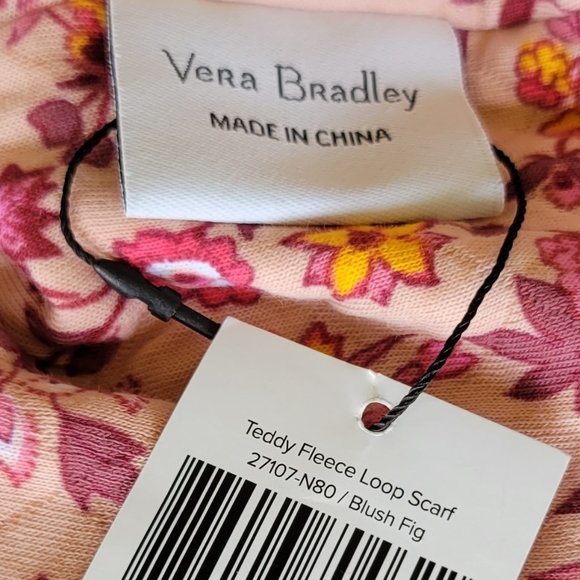 Vera Bradley
MADE IN CHINA
Teddy Fleece Loop Scarf
27107-N80 / Blush Fig